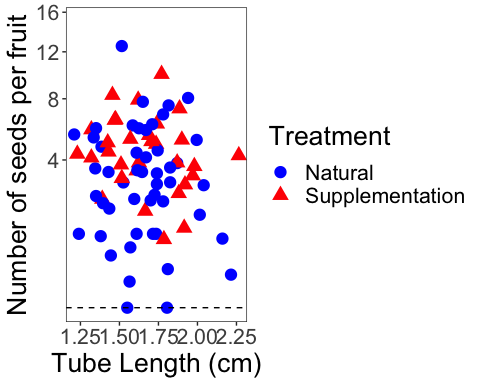 Number of seeds per fruit
16
12
8
4
1.25 1.50 1.75 2.00 2.25
Tube Length (cm)
Treatment
Natural
Supplementation